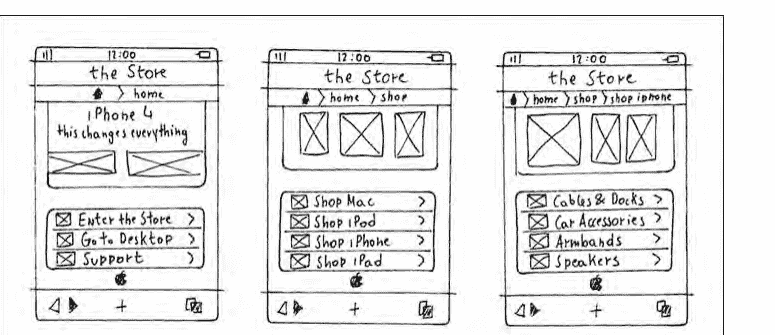 12:00
the Store
home
iPhone 4
this changes everything
Enter the Store
Go to Desktop
Support
12:00
the Store
home shop
Shop Mac
Shop iPod
Shop iPhone
Shop iPad
12:00
the Store
home shop shop iphone
Cables & Docks
Car Accessories
Armbands
Speakers